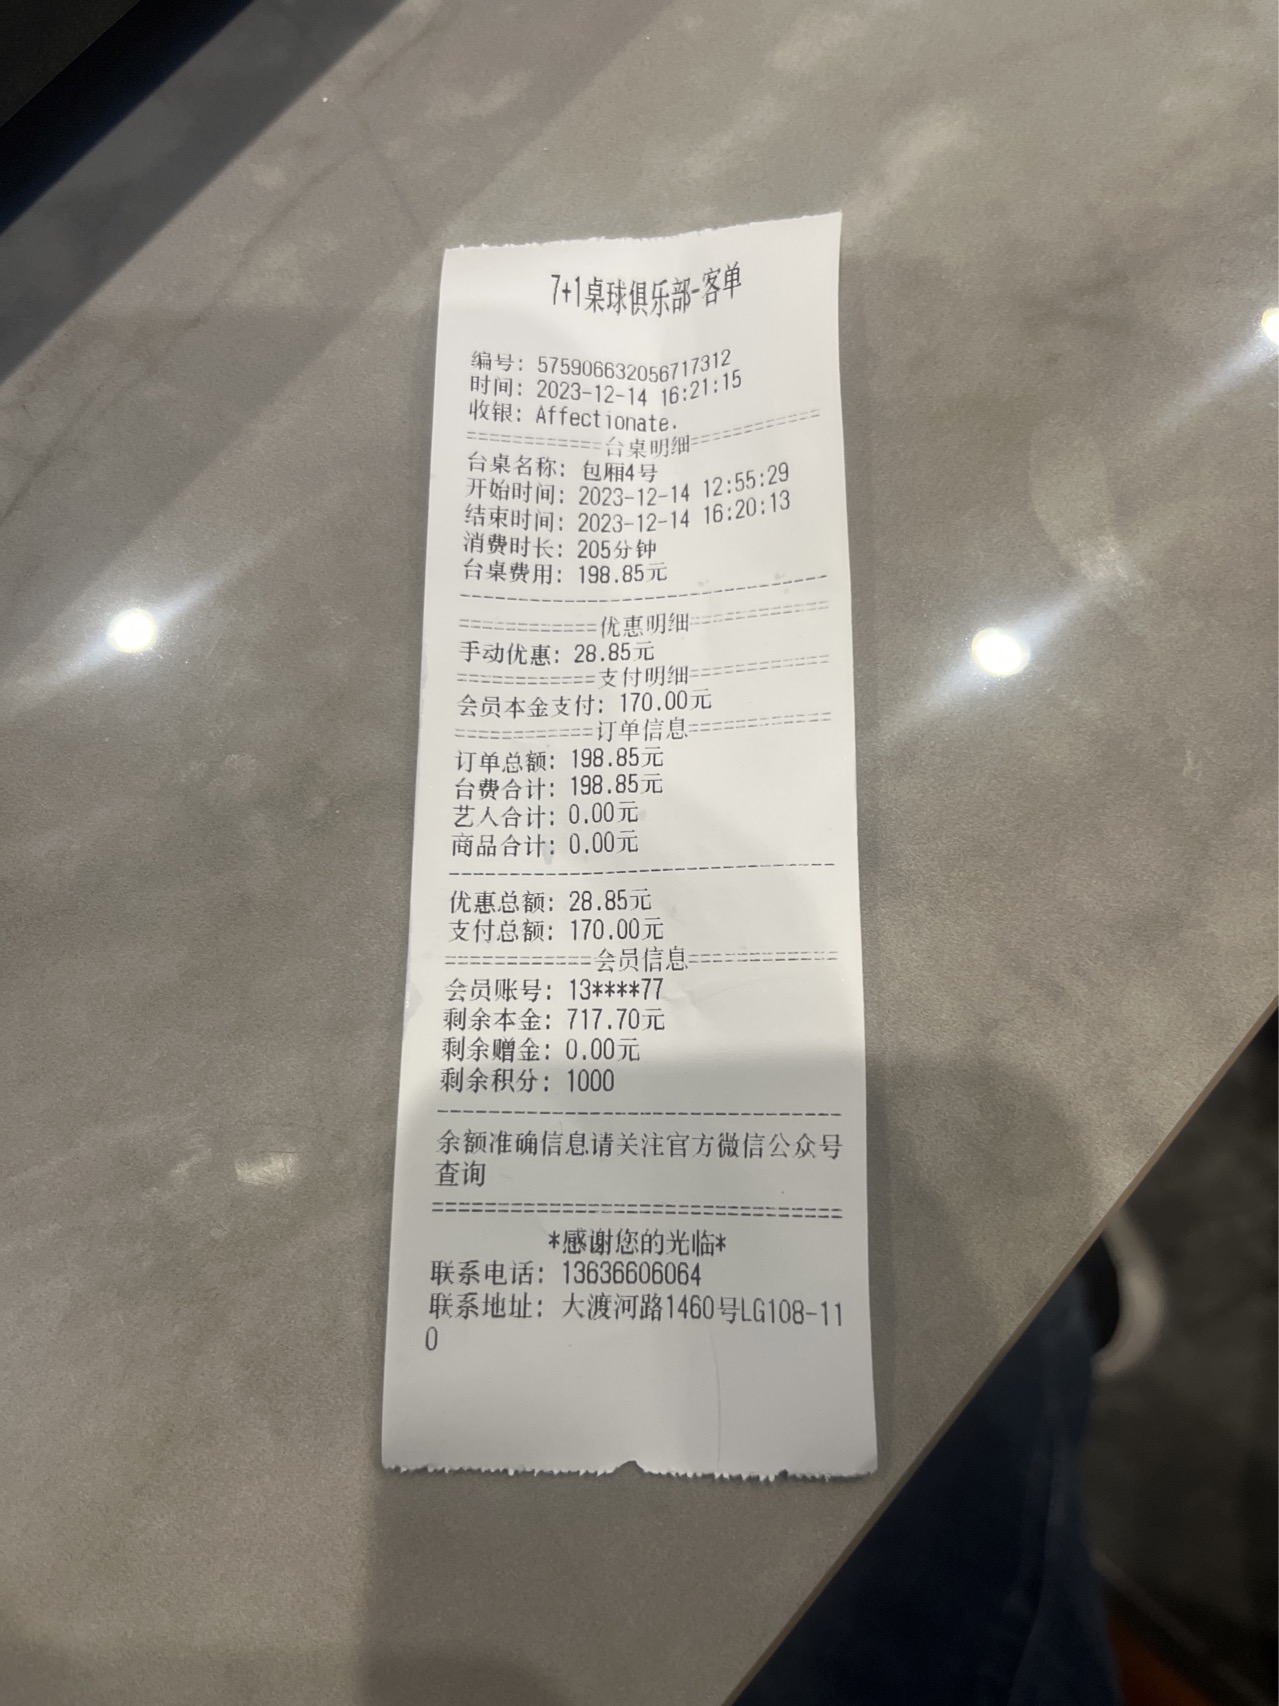 7+1桌球俱乐部-客单
编号: 575906632056717312
时间: 2023-12-14 16:21:15
收银: Affectionate.
============台桌明细============
台桌名称: 包厢4号
开始时间: 2023-12-14 12:55:29
结束时间: 2023-12-14 16:20:13
消费时长: 205分钟
台桌费用: 198.85元
--------------------------------
============优惠明细============
手动优惠: 28.85元
============支付明细============
会员本金支付: 170.00元
============订单信息============
订单总额: 198.85元
台费合计: 198.85元
艺人合计: 0.00元
商品合计: 0.00元
--------------------------------
优惠总额: 28.85元
支付总额: 170.00元
============会员信息============
会员账号: 13****77
剩余本金: 717.70元
剩余赠金: 0.00元
剩余积分: 1000
--------------------------------
余额准确信息请关注官方微信公众号
查询
================================
*感谢您的光临*
联系电话: 13636606064
联系地址: 大渡河路1460号LG108-11
0